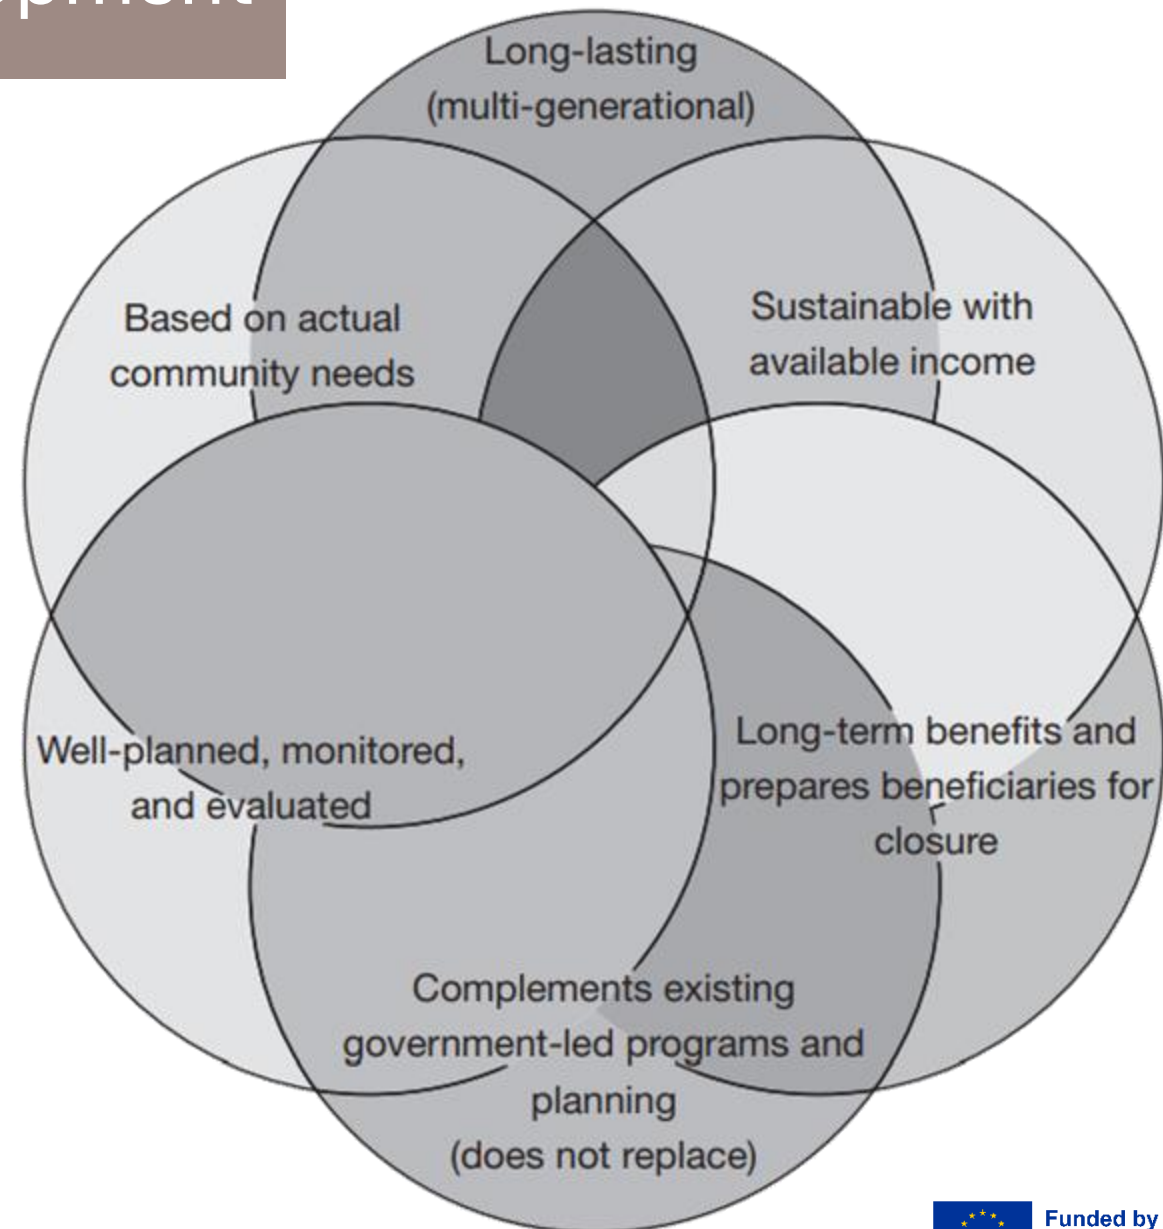 Long-lasting
(multi-generational)
Based on actual
community needs
Sustainable with
available income
Well-planned, monitored,
and evaluated
Long-term benefits and
prepares beneficiaries for
closure
Complements existing
government-led programs and
planning
(does not replace)
Funded by